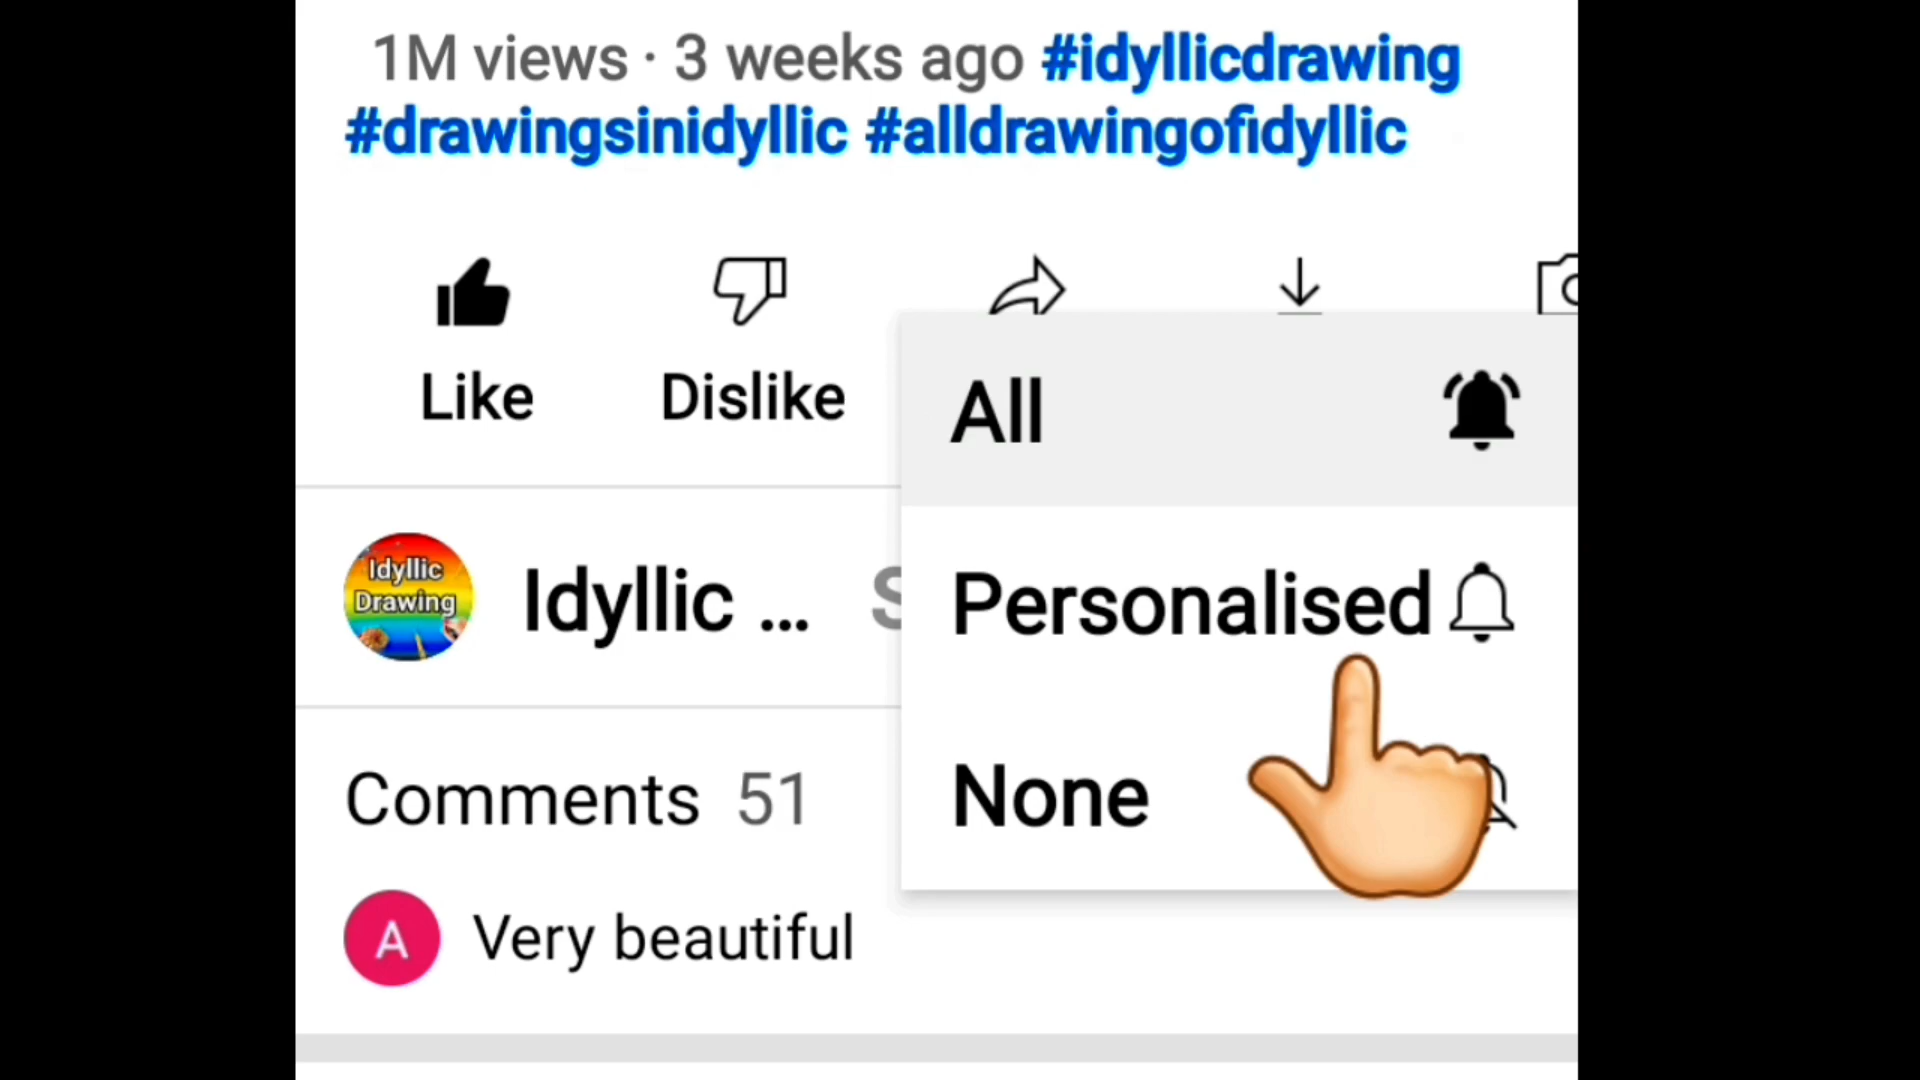 1M views · 3 weeks ago #idyllicdrawing
#drawingsinidyllic #alldrawingofidyllic
Like
Dislike
All
Idyllic
Drawing
Idyllic ...
S
Personalised
None
Comments 51
A
Very beautiful